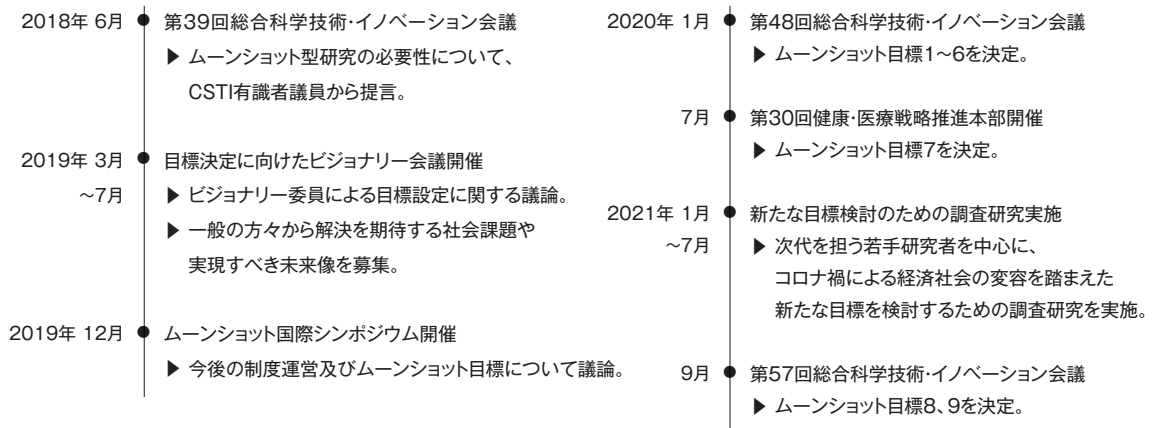 2018年 6月 ● 第39回総合科学技術・イノベーション会議
▶ ムーンショット型研究の必要性について、
CSTI有識者議員から提言。
2019年 3月 ● 目標決定に向けたビジョナリー会議開催
～7月 ▶ ビジョナリー委員による目標設定に関する議論。
▶ 一般の方々から解決を期待する社会課題や
実現すべき未来像を募集。
2019年 12月 ● ムーンショット国際シンポジウム開催
▶ 今後の制度運営及びムーンショット目標について議論。
2020年 1月 ● 第48回総合科学技術・イノベーション会議
▶ ムーンショット目標1～6を決定。
7月 ● 第30回健康・医療戦略推進本部開催
▶ ムーンショット目標7を決定。
2021年 1月 ● 新たな目標検討のための調査研究実施
～7月 ▶ 次代を担う若手研究者を中心に、
コロナ禍による経済社会の変容を踏まえた
新たな目標を検討するための調査研究を実施。
9月 ● 第57回総合科学技術・イノベーション会議
▶ ムーンショット目標8、9を決定。